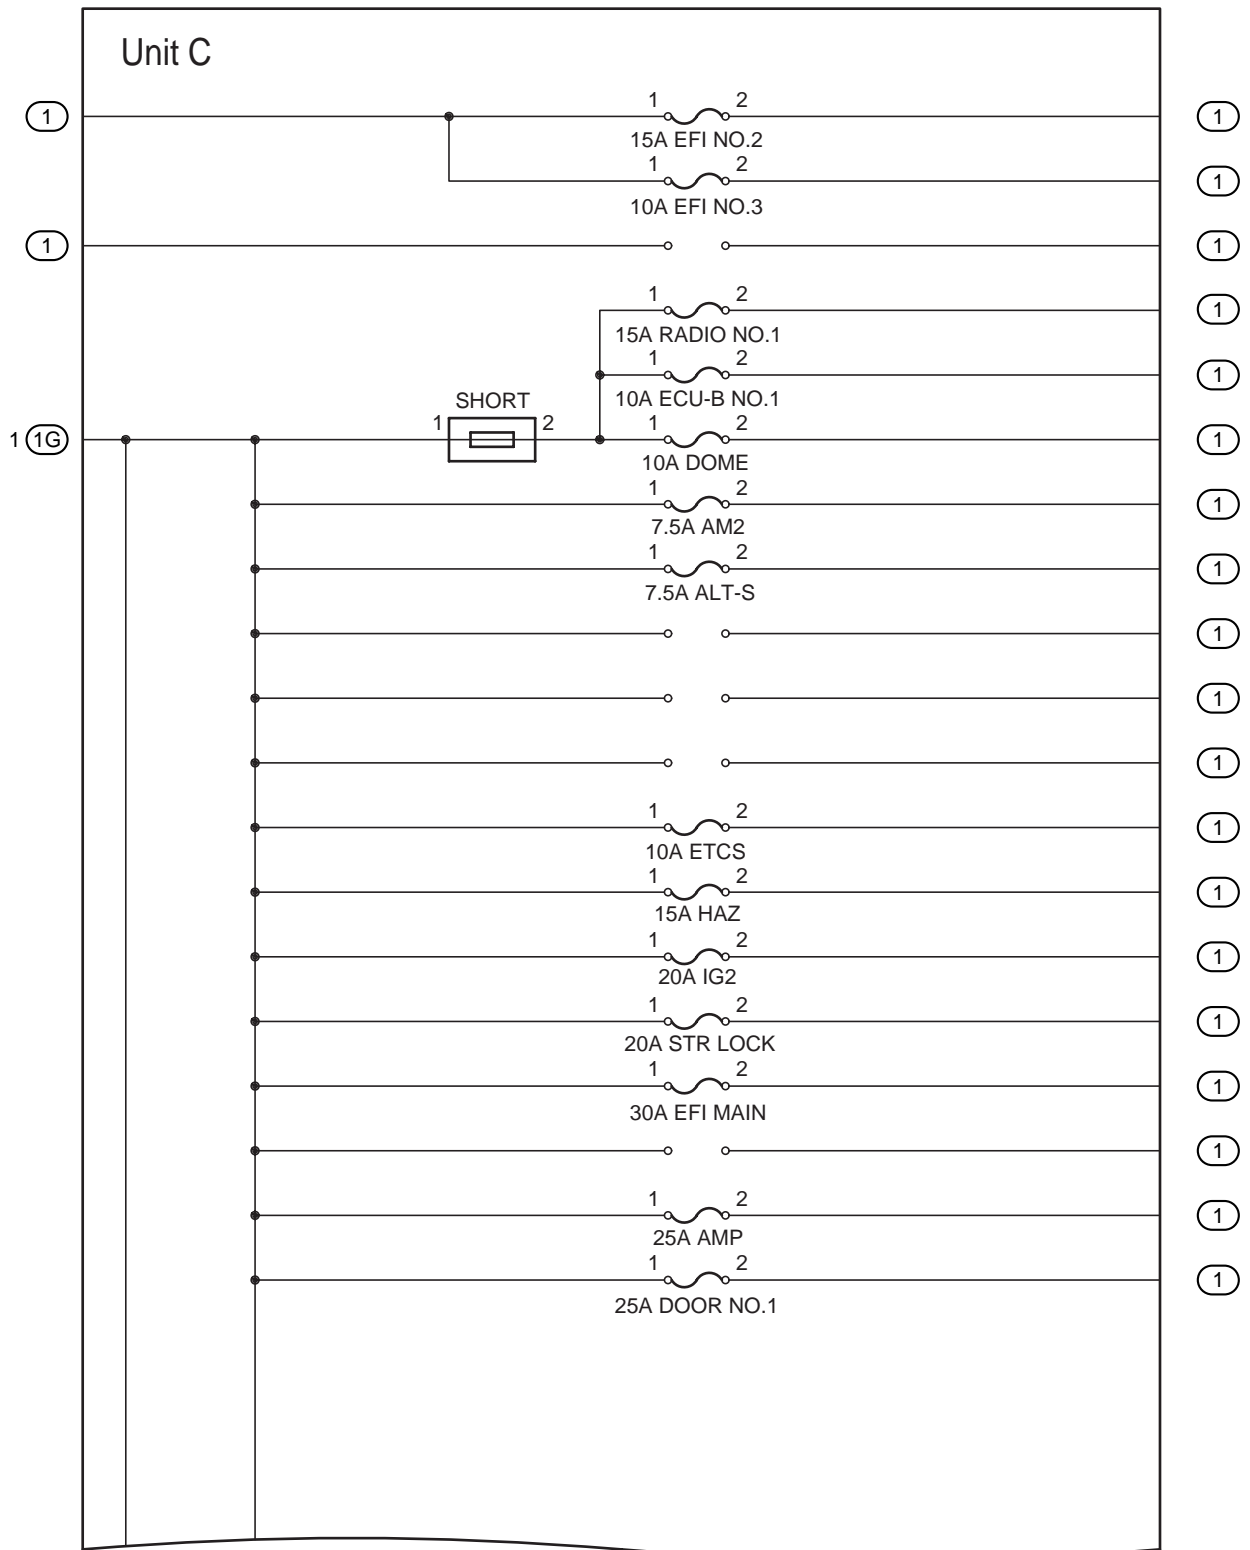 Unit C
1 1 2 1
15A EFI NO.2
1 2 1
10A EFI NO.3
1 1
1 2 1
15A RADIO NO.1
1 2 1
10A ECU-B NO.1
SHORT
1 2
1 1G 1 2 1
10A DOME
1 2 1
7.5A AM2
1 2 1
7.5A ALT-S
1
1
1
1 2 1
10A ETCS
1 2 1
15A HAZ
1 2 1
20A IG2
1 2 1
20A STR LOCK
1 2 1
30A EFI MAIN
1
1 2 1
25A AMP
1 2 1
25A DOOR NO.1